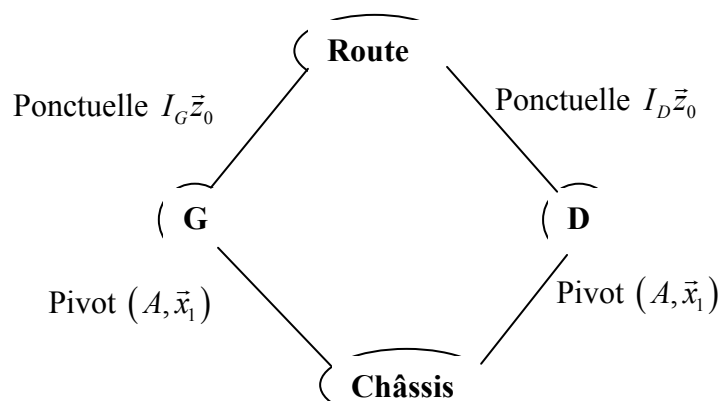 Route
Ponctuelle $I_G \vec{z}_0$
Ponctuelle $I_D \vec{z}_0$
G
D
Pivot $(A, \vec{x}_1)$
Pivot $(A, \vec{x}_1)$
Châssis